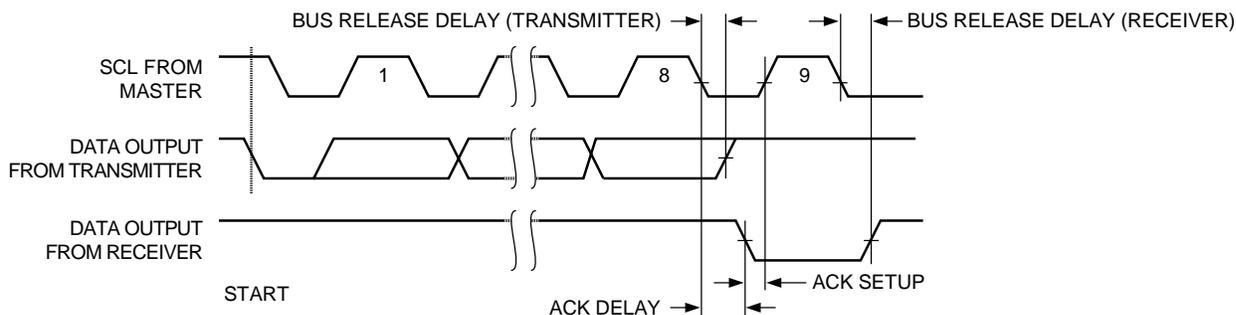 BUS RELEASE DELAY (TRANSMITTER)
BUS RELEASE DELAY (RECEIVER)
SCL FROM
MASTER
1
8
9
DATA OUTPUT
FROM TRANSMITTER
DATA OUTPUT
FROM RECEIVER
START
ACK SETUP
ACK DELAY